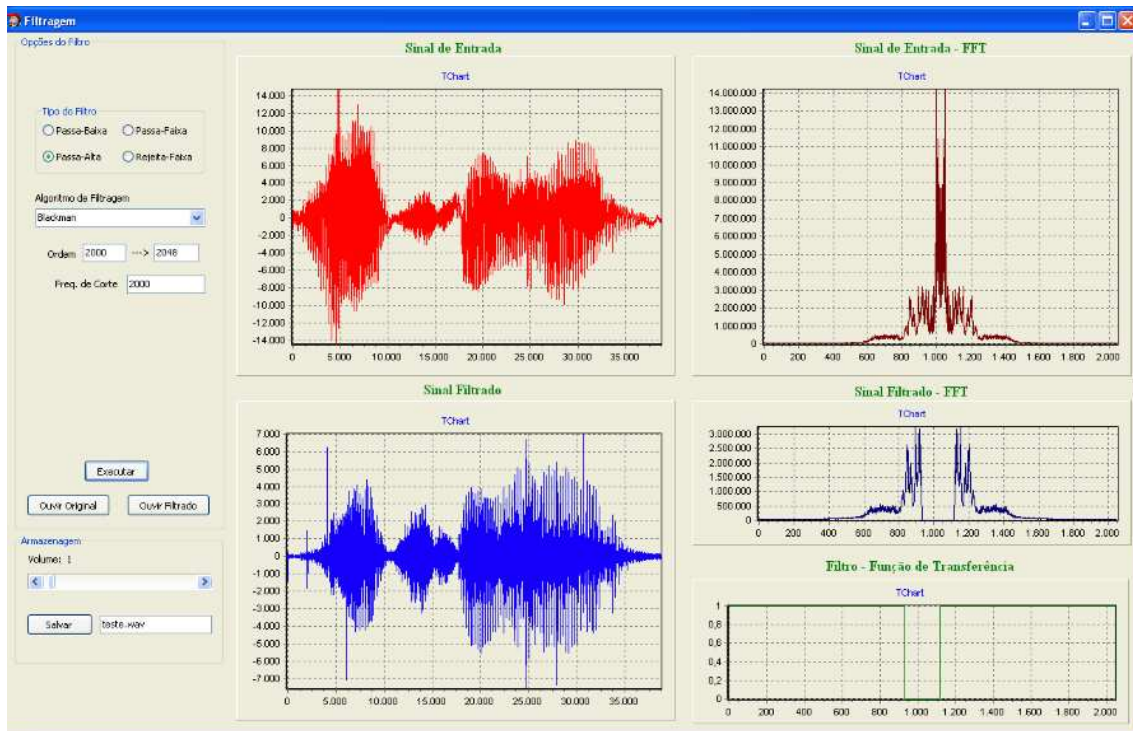 Filtragem
Opções do Filtro
Tipo do Filtro
Passa-Baixa Passa-Faixa
Passa-Alta Rejeita-Faixa
Algoritmo de Filtragem
Blackman
Ordem 2000 ---> 2048
Freq. de Corte 2000
Executar
Ouvir Original Ouvir Filtrado
Armazenagem
Volume: 1
Salvar teste.wav
Sinal de Entrada
TChart
14.000
12.000
10.000
8.000
6.000
4.000
2.000
0
-2.000
-4.000
-6.000
-8.000
-10.000
-12.000
-14.000
0 5.000 10.000 15.000 20.000 25.000 30.000 35.000
Sinal de Entrada - FFT
TChart
14.000.000
13.000.000
12.000.000
11.000.000
10.000.000
9.000.000
8.000.000
7.000.000
6.000.000
5.000.000
4.000.000
3.000.000
2.000.000
1.000.000
0
0 200 400 600 800 1.000 1.200 1.400 1.600 1.800 2.000
Sinal Filtrado
TChart
7.000
6.000
5.000
4.000
3.000
2.000
1.000
0
-1.000
-2.000
-3.000
-4.000
-5.000
-6.000
-7.000
0 5.000 10.000 15.000 20.000 25.000 30.000 35.000
Sinal Filtrado - FFT
TChart
3.000.000
2.500.000
2.000.000
1.500.000
1.000.000
500.000
0
0 200 400 600 800 1.000 1.200 1.400 1.600 1.800 2.000
Filtro - Função de Transferência
TChart
1
0,8
0,6
0,4
0,2
0
0 200 400 600 800 1.000 1.200 1.400 1.600 1.800 2.000